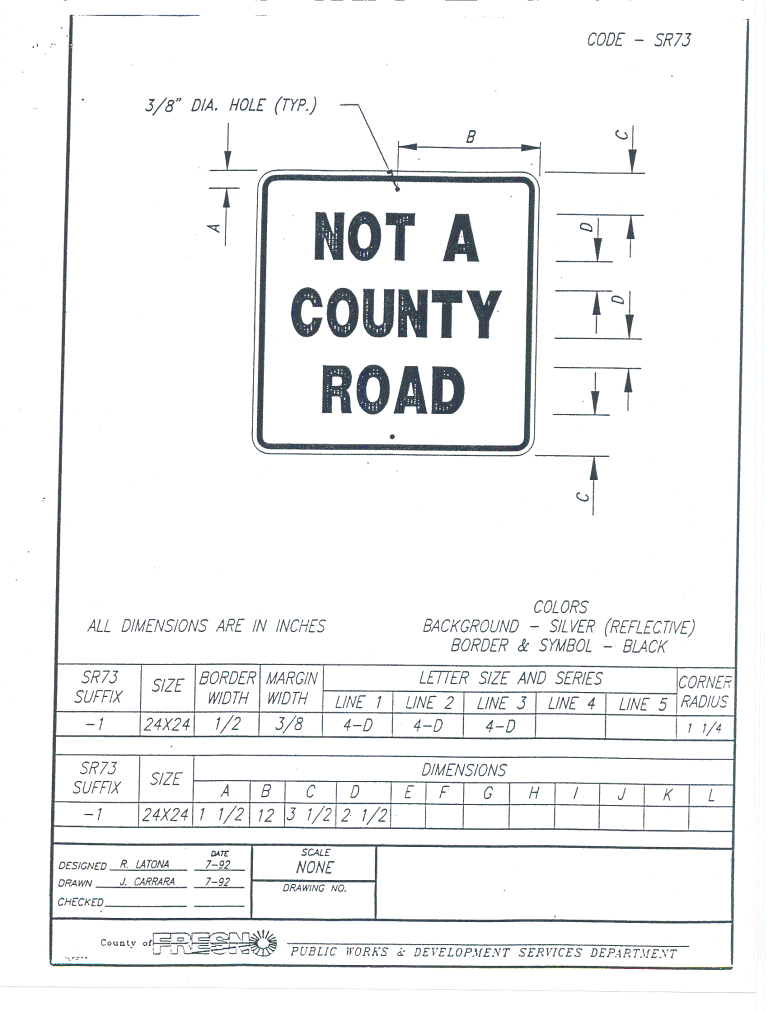 CODE - SR73
3/8" DIA. HOLE (TYP.)
B
C
A
D
D
C
NOT A
COUNTY
ROAD
COLORS
ALL DIMENSIONS ARE IN INCHES
BACKGROUND - SILVER (REFLECTIVE)
BORDER & SYMBOL - BLACK
SR73 SUFFIX SIZE BORDER WIDTH MARGIN WIDTH LETTER SIZE AND SERIES CORNER RADIUS
LINE 1 LINE 2 LINE 3 LINE 4 LINE 5
-1 24X24 1/2 3/8 4-D 4-D 4-D 1 1/4
SR73 SUFFIX SIZE DIMENSIONS
A B C D E F G H I J K L
-1 24X24 1 1/2 12 3 1/2 2 1/2
DATE
DESIGNED R. LATONA 7-92
DRAWN J. CARRARA 7-92
CHECKED
SCALE
NONE
DRAWING NO.
County of FRESNO
PUBLIC WORKS & DEVELOPMENT SERVICES DEPARTMENT